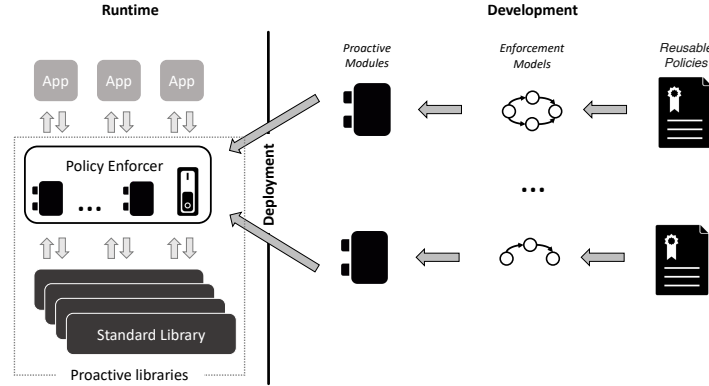 Runtime
Development
Proactive
Modules
Enforcement
Models
Reusable
Policies
App
App
App
Policy Enforcer
...
...
Deployment
Standard Library
Proactive libraries